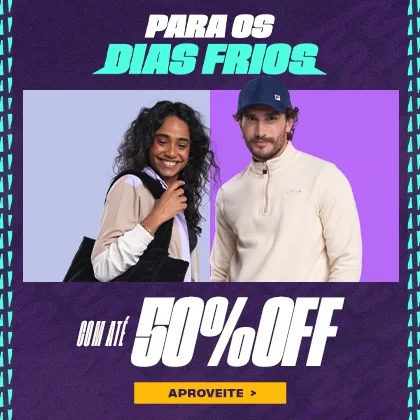 PARA OS
DIAS FRIOS
COM ATÉ
50%OFF
APROVEITE >